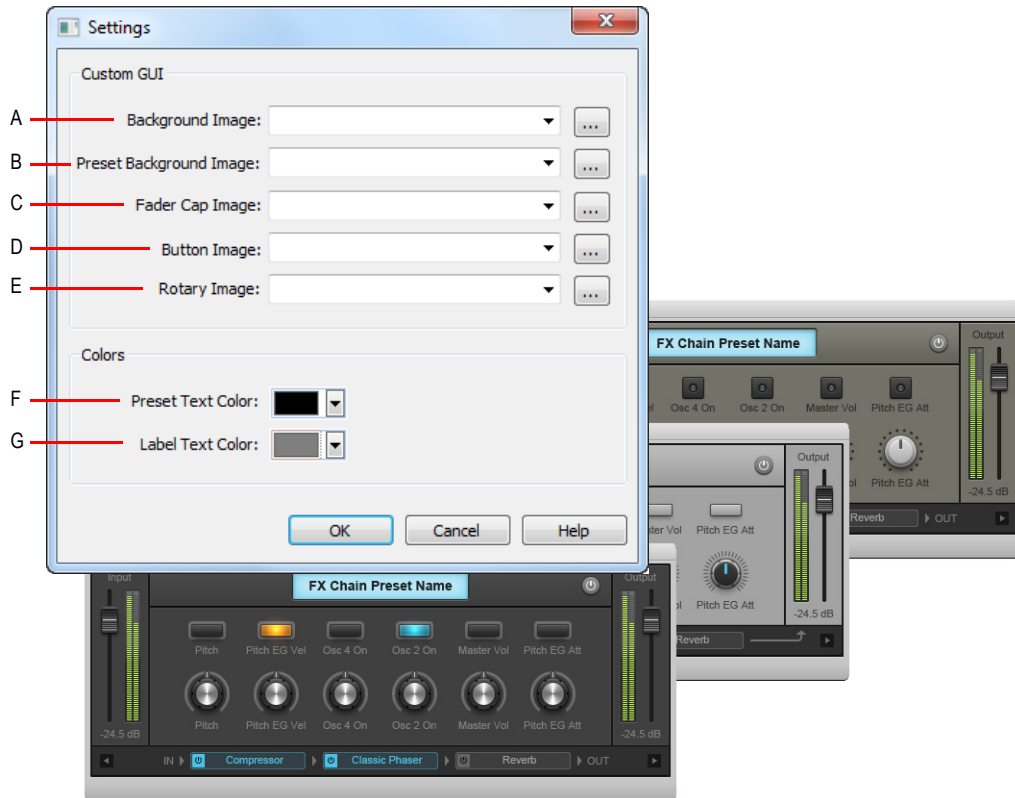 Settings
Custom GUI
A Background Image: ...
B Preset Background Image: ...
C Fader Cap Image: ...
D Button Image: ...
E Rotary Image: ...
Colors
F Preset Text Color:
G Label Text Color:
OK Cancel Help
FX Chain Preset Name Output
Osc 4 On Osc 2 On Master Vol Pitch EG Att
Pitch EG Att
-24.5 dB
Reverb OUT
Output
Vol Pitch EG Att
Pitch EG Att
-24.5 dB
Reverb
Input FX Chain Preset Name Output
Pitch Pitch EG Vel Osc 4 On Osc 2 On Master Vol Pitch EG Att
Pitch Pitch EG Vel Osc 4 On Osc 2 On Master Vol Pitch EG Att
-24.5 dB -24.5 dB
IN Compressor Classic Phaser Reverb OUT